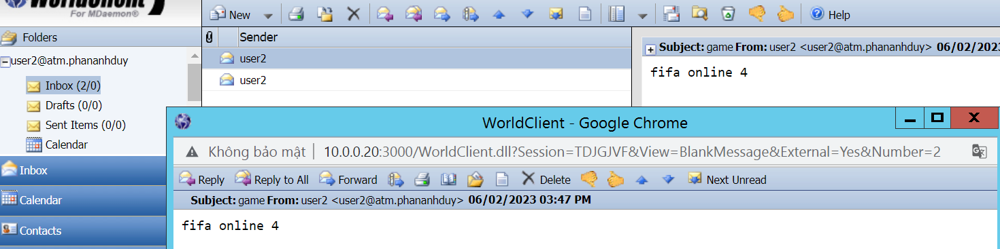 WorldClient
For MDaemon®
New
Help
Folders
Sender
user2@atm.phananhduy
user2
Subject: game From: user2 <user2@atm.phananhduy> 06/02/2023
Inbox (2/0)
user2
fifa online 4
Drafts (0/0)
Sent Items (0/0)
Calendar
Inbox
Calendar
Contacts
WorldClient - Google Chrome
Không bảo mật | 10.0.0.20:3000/WorldClient.dll?Session=TDJGJVF&View=BlankMessage&External=Yes&Number=2
Reply Reply to All Forward Delete Next Unread
Subject: game From: user2 <user2@atm.phananhduy> 06/02/2023 03:47 PM
fifa online 4